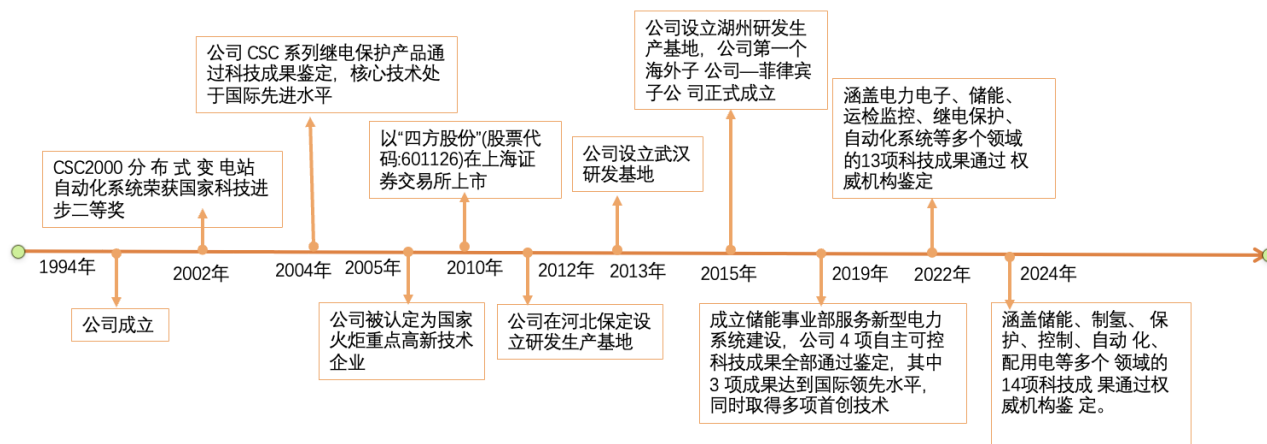 公司 CSC 系列继电保护产品通
过科技成果鉴定，核心技术处
于国际先进水平
公司设立湖州研发生
产基地，公司第一个
海外子 公司—菲律宾
子公 司正式成立
涵盖电力电子、储能、
运检监控、继电保护、
自动化系统等多个领域
的13项科技成果通过 权
威机构鉴定
以“四方股份”(股票代
码:601126)在上海证
券交易所上市
公司设立武汉
研发基地
CSC2000 分 布 式 变 电站
自动化系统荣获国家科技进
步二等奖
1994年
2002年
2004年
2005年
2010年
2012年
2013年
2015年
2019年
2022年
2024年
公司成立
公司被认定为国家
火炬重点高新技术
企业
公司在河北保定设
立研发生产基地
成立储能事业部服务新型电力
系统建设，公司 4 项自主可控
科技成果全部通过鉴定，其中
3 项成果达到国际领先水平，
同时取得多项首创技术
涵盖储能、制氢、 保
护、控制、自动 化、
配用电等多个 领域的
14项科技成 果通过权
威机构鉴 定。